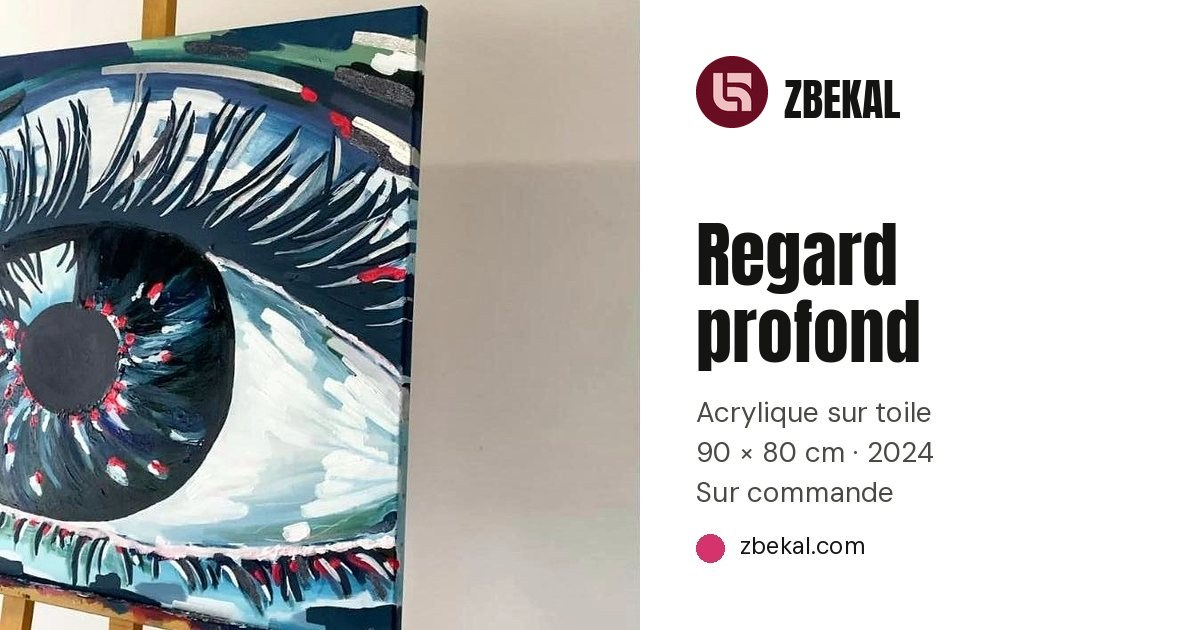 ZBEKAL
Regard
profond
Acrylique sur toile
90 × 80 cm · 2024
Sur commande
zbekal.com